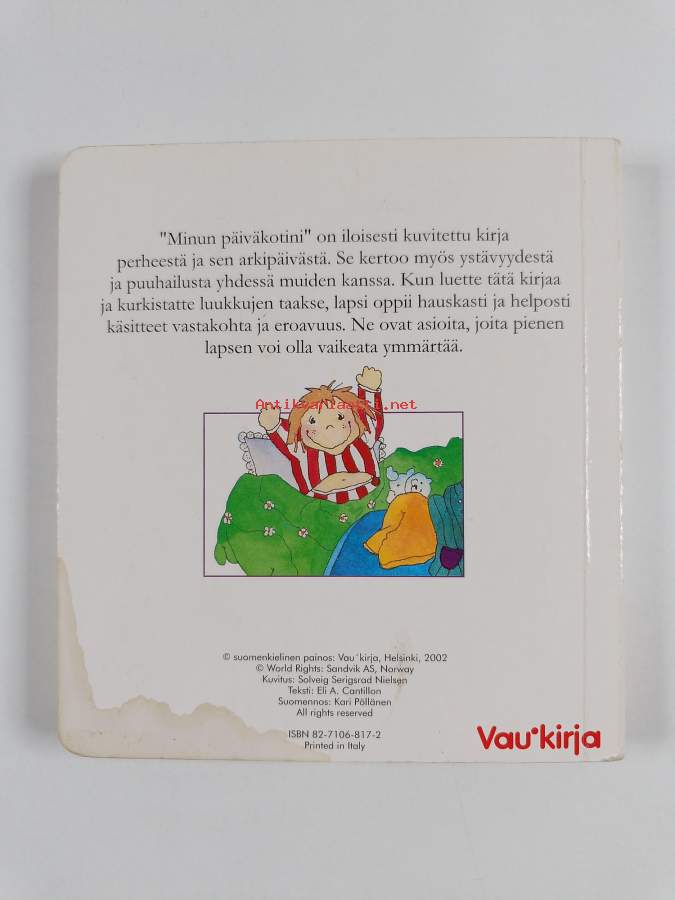 "Minun päiväkotini" on iloisesti kuvitettu kirja
perheestä ja sen arkipäivästä. Se kertoo myös ystävyydestä
ja puuhailusta yhdessä muiden kanssa. Kun luette tätä kirjaa
ja kurkistatte luukkujen taakse, lapsi oppii hauskasti ja helposti
käsitteet vastakohta ja eroavuus. Ne ovat asioita, joita pienen
lapsen voi olla vaikeata ymmärtää.
Antikvariaatti.net
© suomenkielinen painos: Vau´kirja, Helsinki, 2002
© World Rights: Sandvik AS, Norway
Kuvitus: Solveig Serigsrad Nielsen
Teksti: Eli A. Cantillon
Suomennos: Kari Pöllänen
All rights reserved
ISBN 82-7106-817-2
Printed in Italy
Vau•kirja